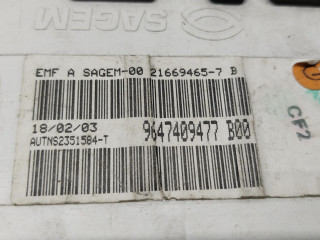 SAGEM
EMF A SAGEM-00 21669465-7 B
18/02/03
9647409477 B00
AUTNS2351584-T
CF2